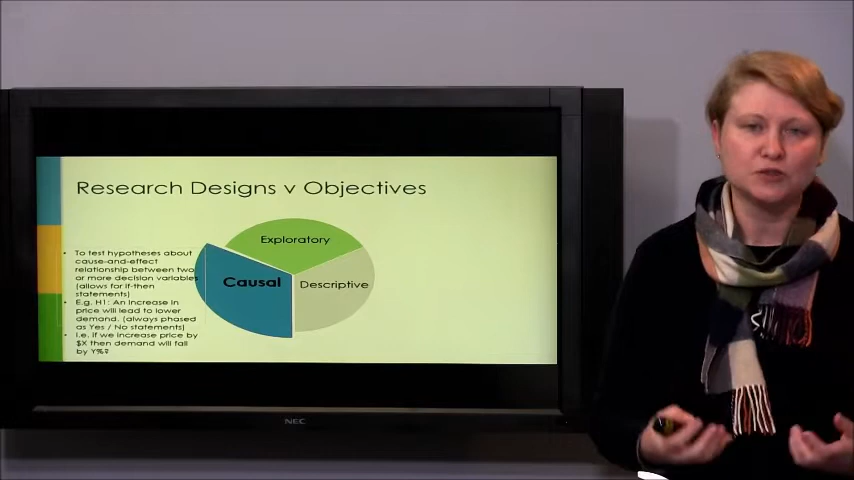 Research Designs v Objectives
Exploratory
Causal
Descriptive
• To test hypotheses about
cause-and-effect
relationship between two
or more decision variables
(allows for if-then
statements)
• E.g. H1: An increase in
price will lead to lower
demand. (always phased
as Yes / No statements)
• i.e. if we increase price by
$X then demand will fall
by Y%?
NEC